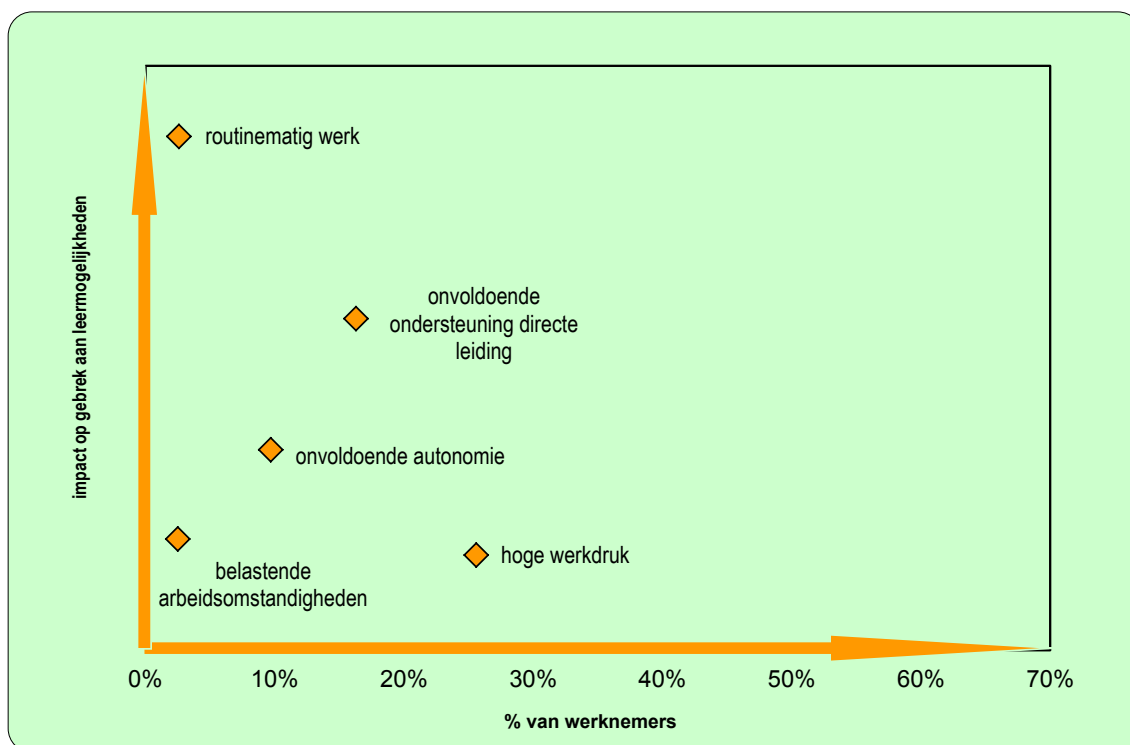 routinematig werk
impact op gebrek aan leermogelijkheden
onvoldoende
ondersteuning directe
leiding
onvoldoende autonomie
belastende
arbeidsomstandigheden
hoge werkdruk
0% 10% 20% 30% 40% 50% 60% 70%
% van werknemers